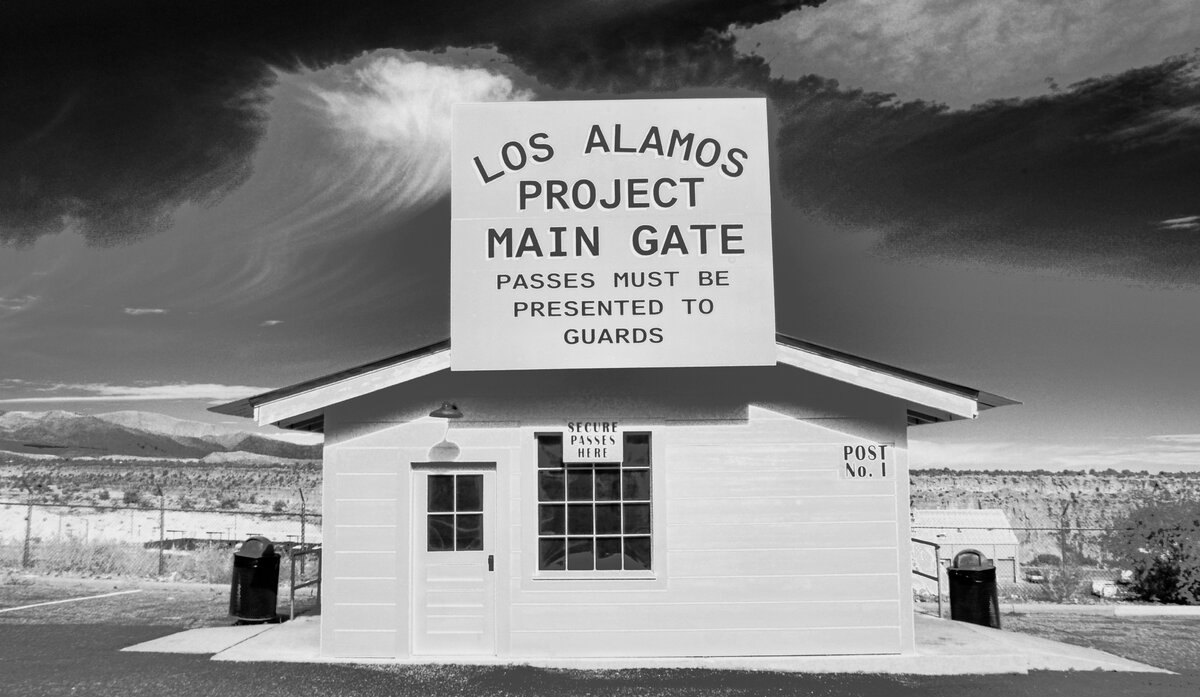 LOS ALAMOS
PROJECT
MAIN GATE
PASSES MUST BE
PRESENTED TO
GUARDS
SECURE
PASSES
HERE
POST
No. 1